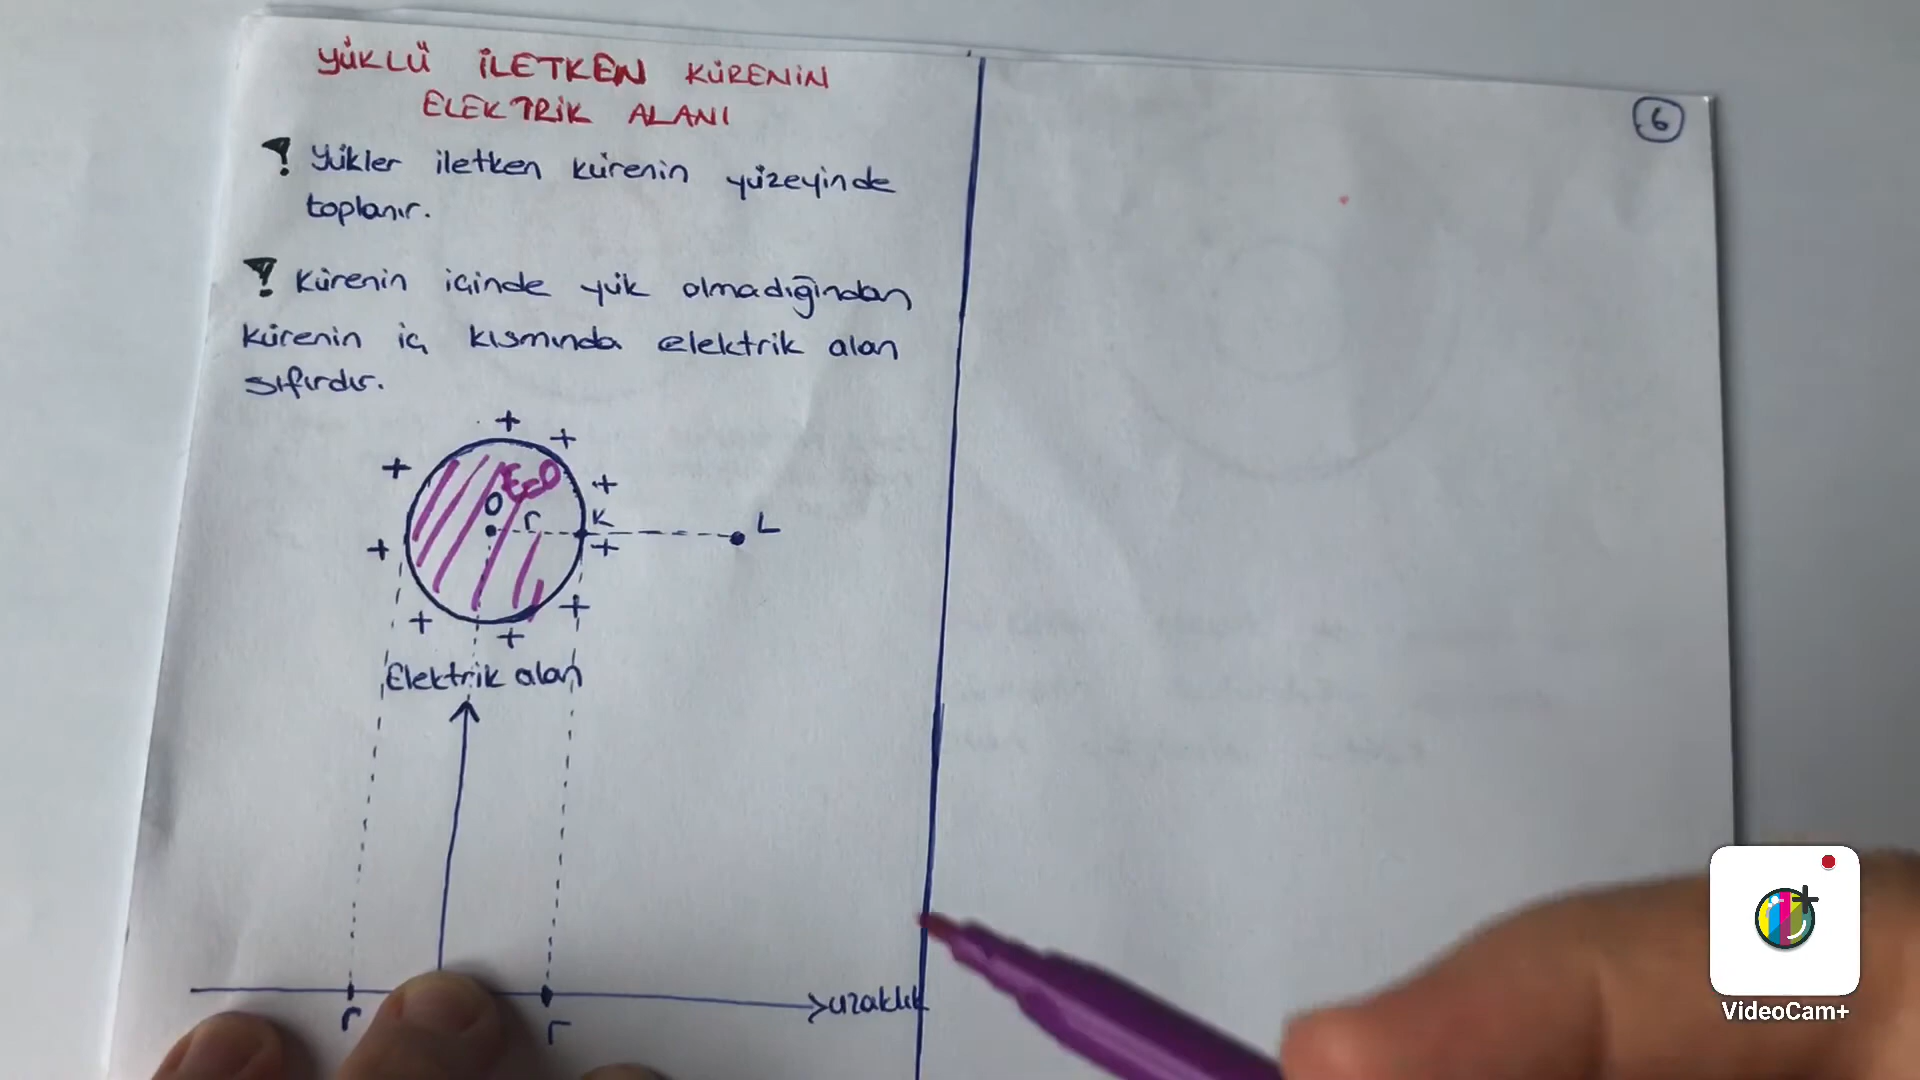 YÜKLÜ İLETKEN KÜRENİN
ELEKTRİK ALANI
! Yükler iletken kürenin yüzeyinde
toplanır.
! Kürenin içinde yük olmadığından
kürenin iç kısmında elektrik alan
sıfırdır.
+ +
+ E=0 +
O
r K L
+ +
+ + +
Elektrik alan
r r
uzaklık
6
VideoCam+